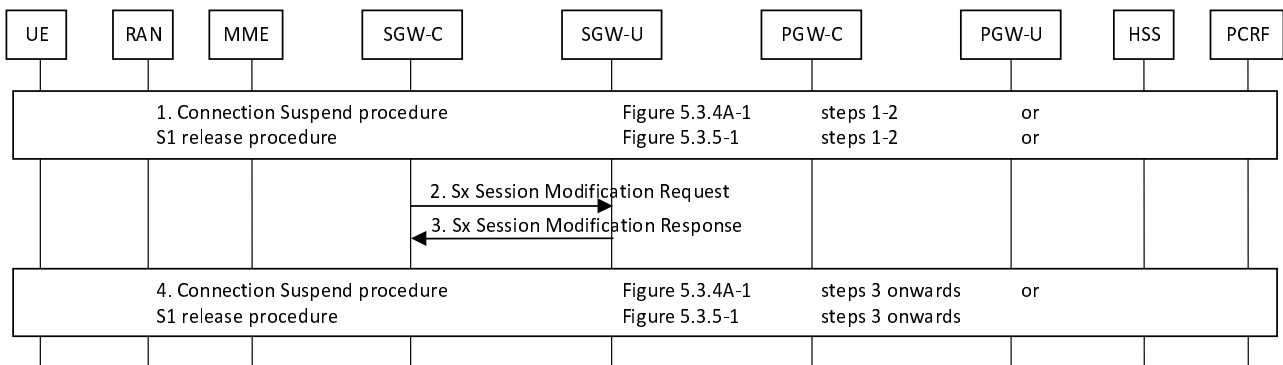 UE RAN MME SGW-C SGW-U PGW-C PGW-U HSS PCRF
1. Connection Suspend procedure Figure 5.3.4A-1 steps 1-2 or
S1 release procedure Figure 5.3.5-1 steps 1-2 or
2. Sx Session Modification Request
3. Sx Session Modification Response
4. Connection Suspend procedure Figure 5.3.4A-1 steps 3 onwards or
S1 release procedure Figure 5.3.5-1 steps 3 onwards